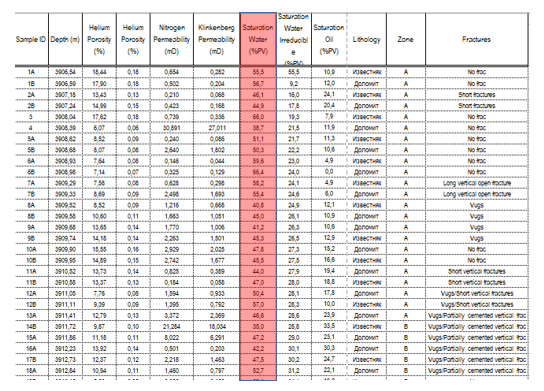 Sample ID Depth (m) Helium Porosity (%) Helium Porosity (%) Nitrogen Permeability (mD) Klinkenberg Permeability (mD) Saturation Water (%PV) Saturation Water Irreducible (%PV) Saturation Oil (%PV) Lithology Zone Fractures
1A 3906,54 18,44 0,18 0,654 0,282 55,5 55,5 10,9 Известняк A No frac
1B 3906,59 17,90 0,18 0,502 0,204 56,7 9,2 12,0 Доломит A No frac
2A 3907,18 13,43 0,13 0,210 0,068 46,1 16,0 24,1 Известняк A Short fractures
2B 3907,24 14,99 0,15 0,423 0,168 44,9 17,8 20,4 Доломит A Short fractures
3 3908,04 17,62 0,18 0,739 0,336 66,0 19,3 7,9 Известняк A No frac
4 3908,39 6,07 0,06 30,891 27,011 38,7 21,5 11,9 Доломит A No frac
5A 3908,62 8,52 0,09 0,240 0,086 51,1 21,7 11,3 Доломит A No frac
5B 3908,68 8,07 0,08 2,640 1,802 50,3 22,2 10,6 Доломит A No frac
6A 3908,93 7,64 0,08 0,146 0,044 59,6 23,0 4,9 Известняк A No frac
6B 3908,98 7,14 0,07 0,325 0,129 56,4 24,0 0,0 Доломит A No frac
7A 3909,29 7,58 0,08 0,628 0,298 58,2 24,1 4,9 Известняк A Long vertical open fracture
7B 3909,33 8,69 0,09 2,498 1,693 55,4 24,6 6,0 Доломит A Long vertical open fracture
8A 3909,52 8,52 0,09 1,216 0,668 40,8 24,9 12,1 Доломит A Vugs
8B 3909,58 10,60 0,11 1,663 1,051 45,0 26,1 10,9 Доломит A Vugs
9A 3909,68 13,65 0,14 1,770 1,006 41,2 26,3 10,6 Доломит A Vugs
9B 3909,74 14,18 0,14 2,263 1,501 45,3 26,5 12,9 Известняк A Vugs
10A 3909,90 15,55 0,16 2,929 2,025 47,8 27,3 15,2 Доломит A No frac
10B 3909,95 14,89 0,15 2,742 1,677 45,5 27,5 16,6 Доломит A No frac
11A 3910,52 13,73 0,14 0,825 0,389 44,0 27,9 19,4 Доломит A Short vertical fractures
11B 3910,58 13,37 0,13 0,184 0,058 47,0 28,0 18,8 Известняк A Short vertical fractures
12A 3911,05 7,76 0,08 1,594 0,933 50,4 28,1 17,8 Доломит A Vugs/Short vertical fractures
12B 3911,11 9,39 0,09 1,395 0,792 57,0 28,3 10,0 Известняк A Vugs/Short vertical fractures
13A 3911,41 12,79 0,13 3,372 2,369 46,6 28,6 23,9 Доломит A Vugs/Partially cemented vertical frac
14B 3911,72 9,87 0,10 21,284 18,034 35,0 28,8 33,5 Известняк B Vugs/Partially cemented vertical frac
15A 3911,86 11,18 0,11 8,022 6,291 47,2 29,0 23,1 Доломит B Vugs/Partially cemented vertical frac
16A 3912,23 13,92 0,14 0,501 0,203 42,2 30,1 30,3 Доломит B Vugs/Partially cemented vertical frac
17B 3912,73 12,37 0,12 2,218 1,463 47,5 30,2 24,7 Известняк B Vugs/Partially cemented vertical frac
18A 3912,84 10,94 0,11 1,460 0,797 52,7 31,2 22,1 Доломит B Vugs/Partially cemented vertical frac